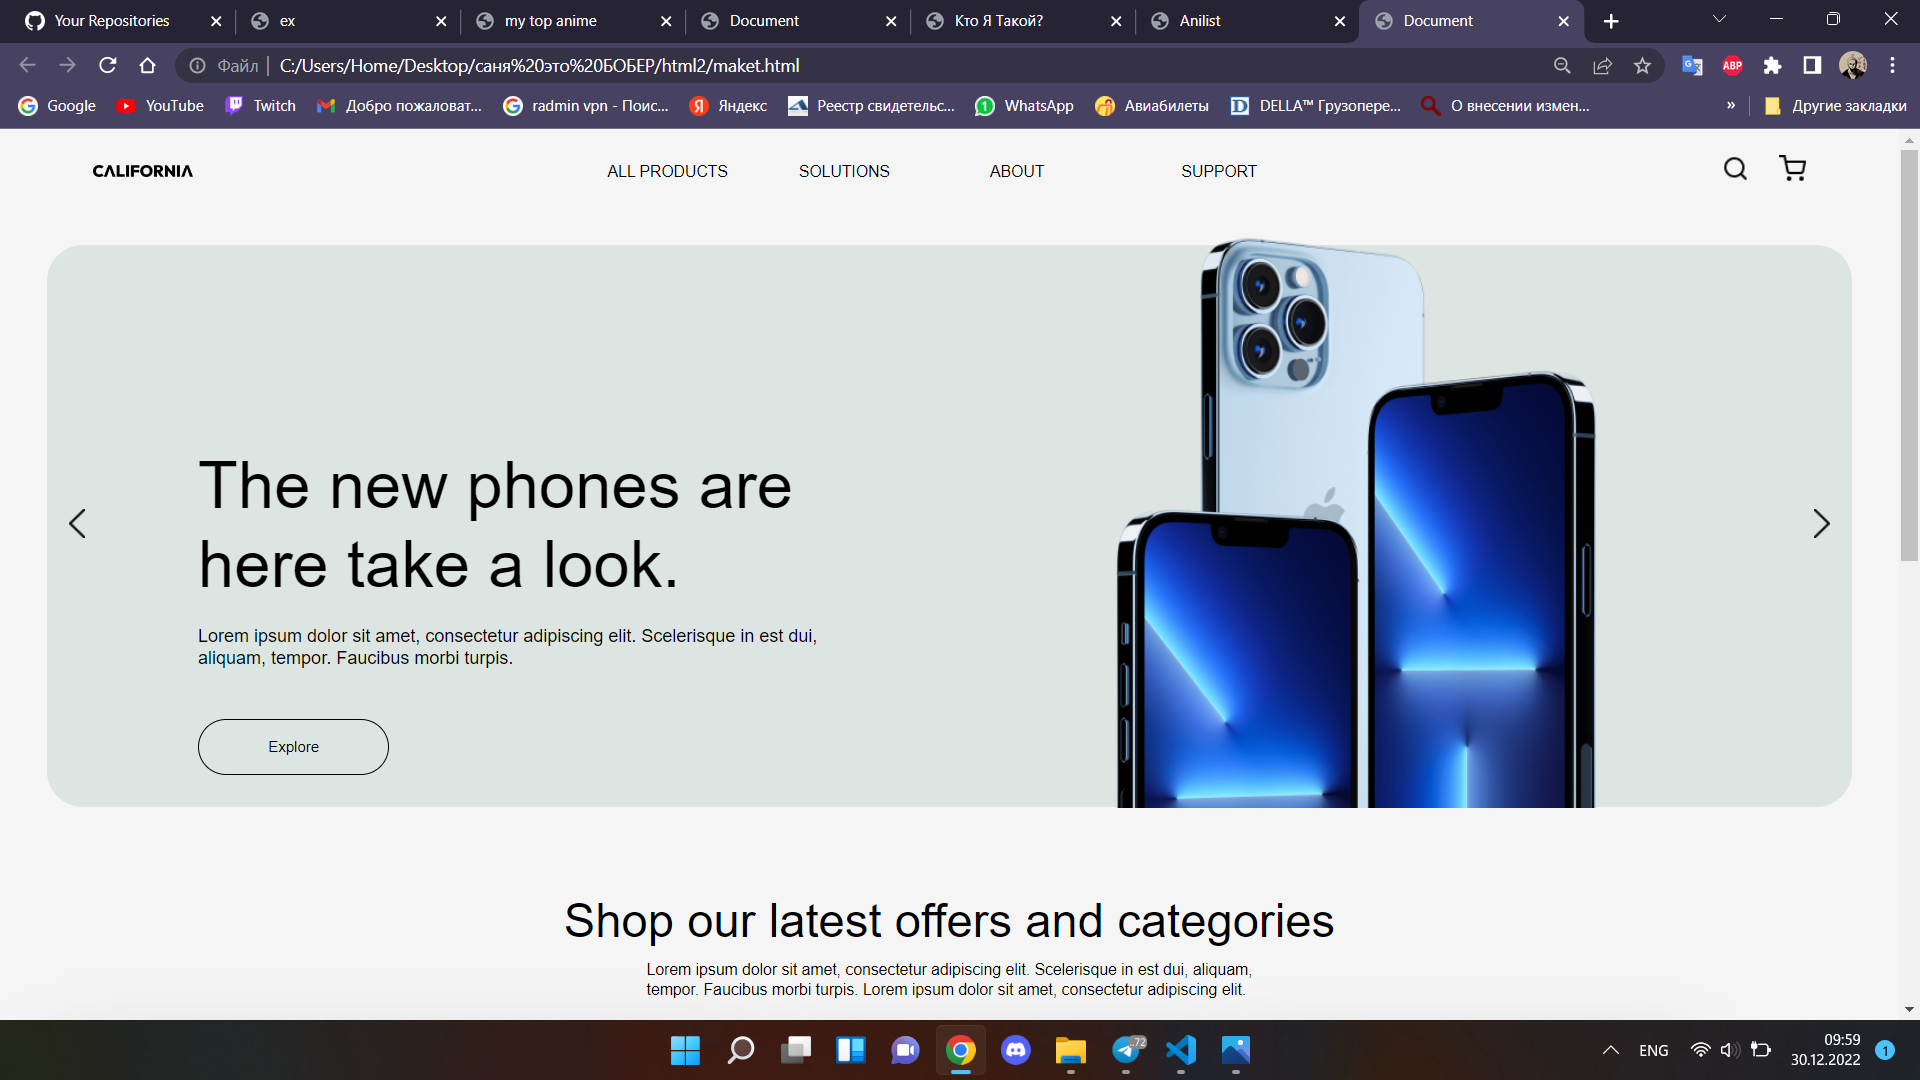 Your Repositories
ex
my top anime
Document
Кто Я Такой?
Anilist
Document
Файл
C:/Users/Home/Desktop/саня%20это%20БОБЕР/html2/maket.html
ABP
Google
YouTube
Twitch
Добро пожаловат...
radmin vpn - Поис...
Яндекс
Реестр свидетельс...
WhatsApp
Авиабилеты
DELLA™ Грузопере...
О внесении измен...
»
Другие закладки
CALIFORNIA
ALL PRODUCTS
SOLUTIONS
ABOUT
SUPPORT
The new phones are
here take a look.
Lorem ipsum dolor sit amet, consectetur adipiscing elit. Scelerisque in est dui,
aliquam, tempor. Faucibus morbi turpis.
Explore
Shop our latest offers and categories
Lorem ipsum dolor sit amet, consectetur adipiscing elit. Scelerisque in est dui, aliquam,
tempor. Faucibus morbi turpis. Lorem ipsum dolor sit amet, consectetur adipiscing elit.
..72
ENG
09:59
30.12.2022
1